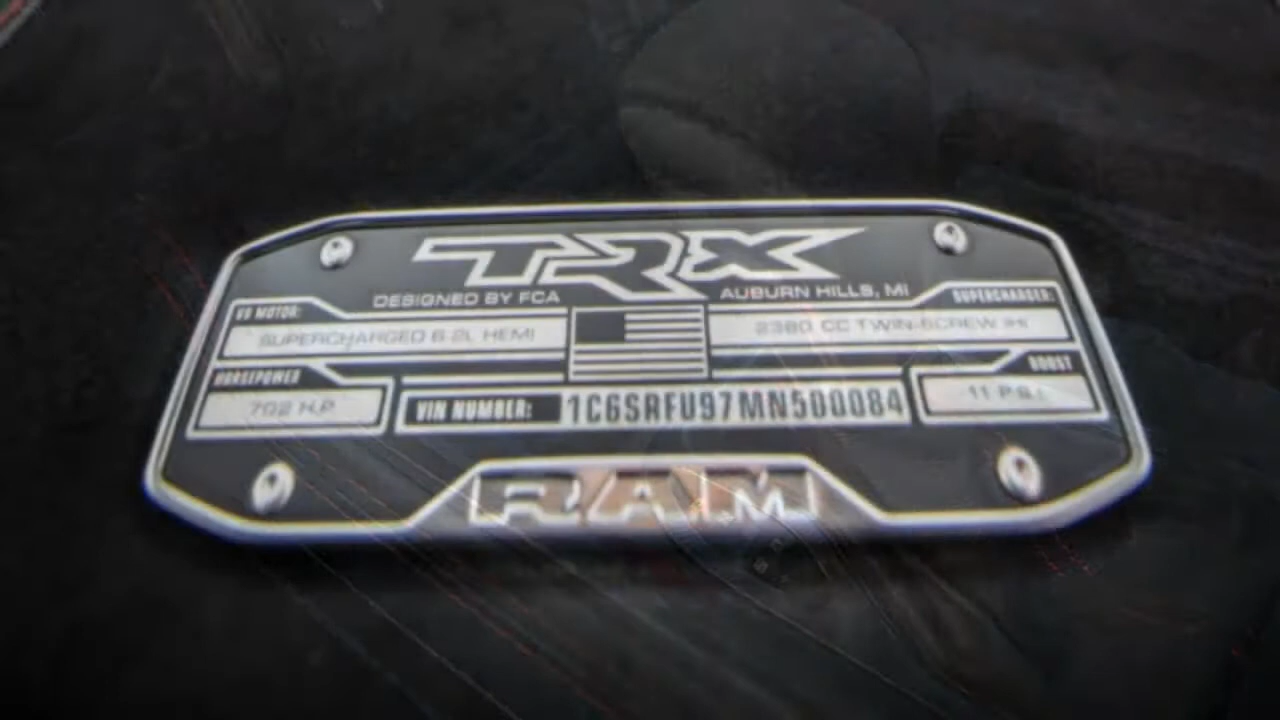 TRX
DESIGNED BY FCA AUBURN HILLS, MI
V8 MOTOR: SUPERCHARGER:
SUPERCHARGED 6.2L HEMI 2380 CC TWIN-SCREW
HORSEPOWER BOOST
702 H.P. VIN NUMBER: 1C6SRFU97MN500084 11 P.S.I.
RAM